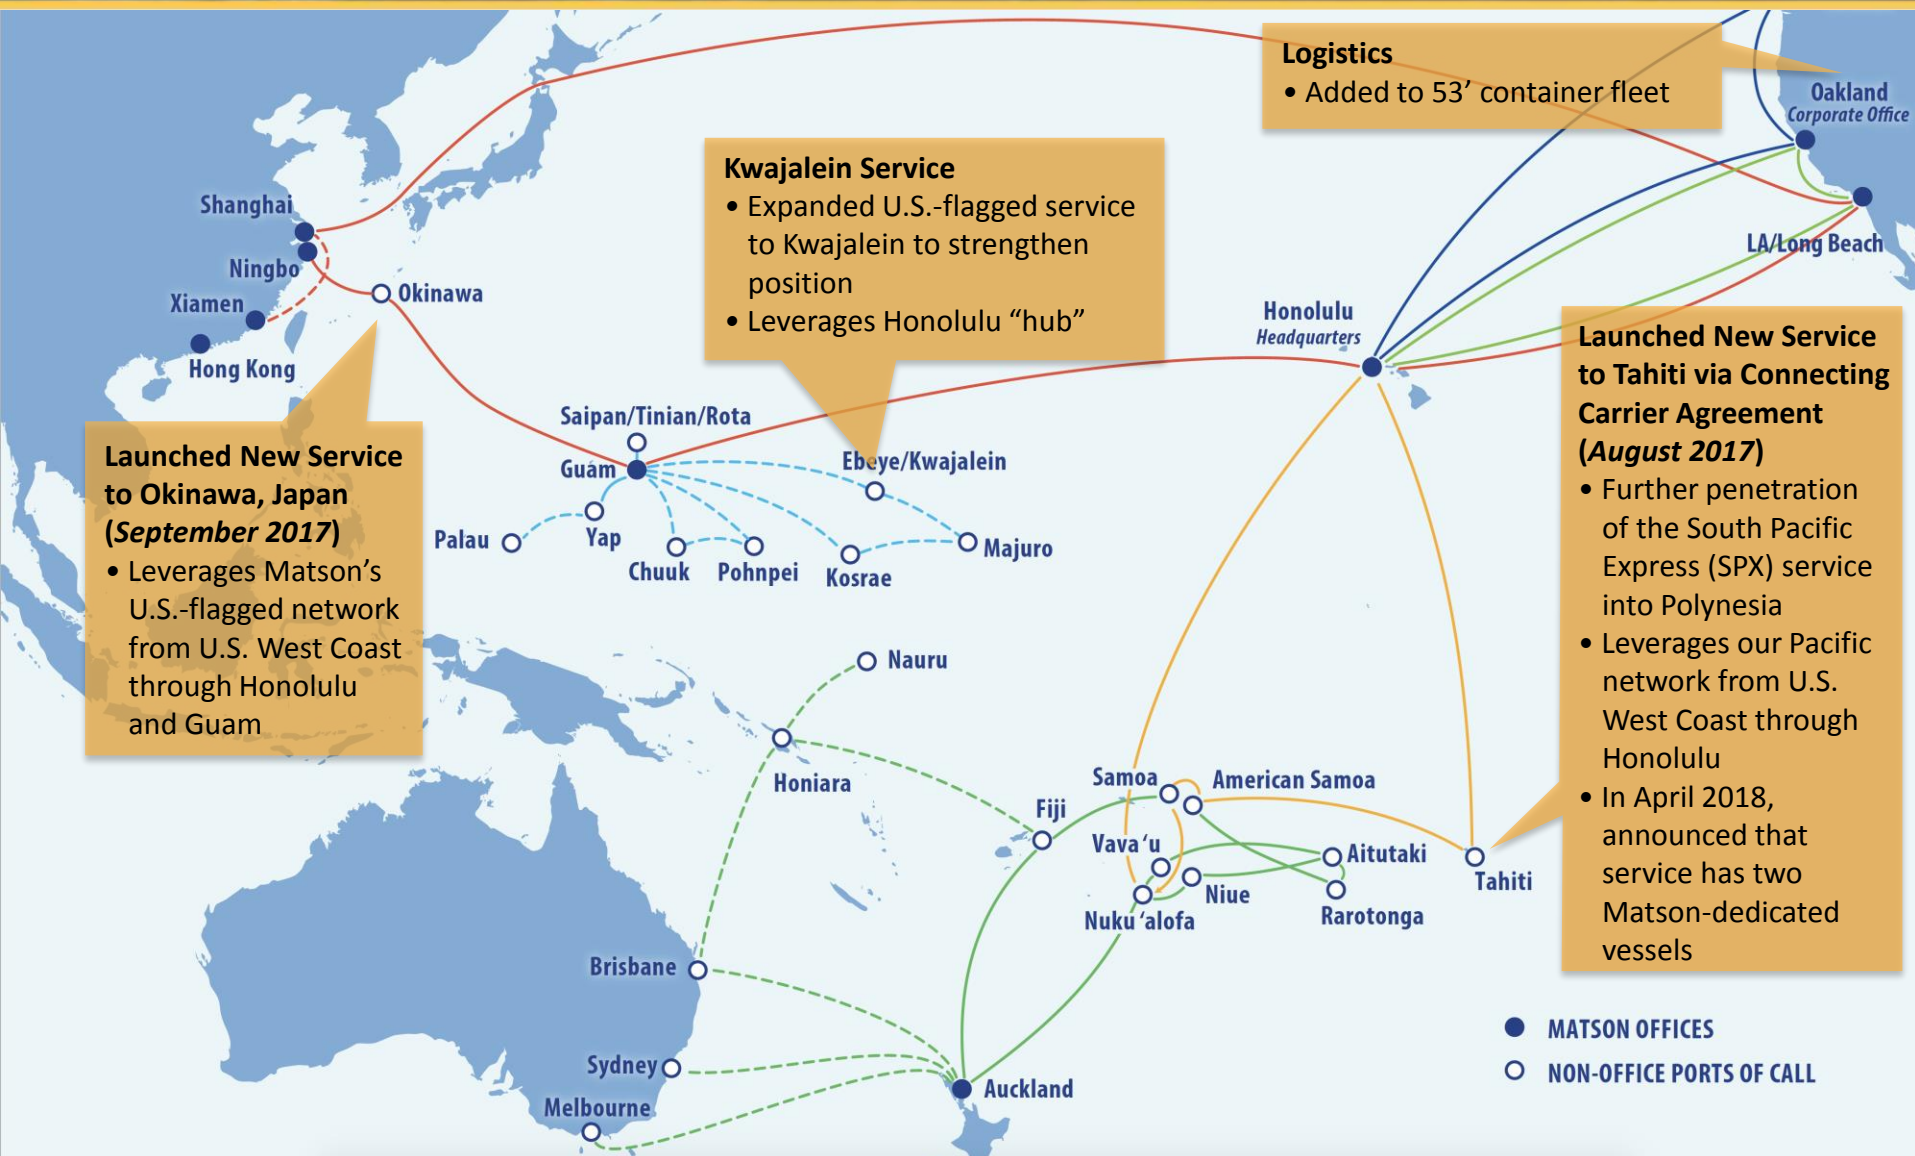 Logistics
• Added to 53’ container fleet
Oakland
Corporate Office
LA/Long Beach
Kwajalein Service
• Expanded U.S.-flagged service
to Kwajalein to strengthen
position
• Leverages Honolulu “hub”
Shanghai
Ningbo
Xiamen
Hong Kong
Okinawa
Honolulu
Headquarters
Launched New Service
to Tahiti via Connecting
Carrier Agreement
(August 2017)
• Further penetration
of the South Pacific
Express (SPX) service
into Polynesia
• Leverages our Pacific
network from U.S.
West Coast through
Honolulu
• In April 2018,
announced that
service has two
Matson-dedicated
vessels
Launched New Service
to Okinawa, Japan
(September 2017)
• Leverages Matson’s
U.S.-flagged network
from U.S. West Coast
through Honolulu
and Guam
Saipan/Tinian/Rota
Guam
Ebeye/Kwajalein
Palau
Yap
Chuuk
Pohnpei
Kosrae
Majuro
Nauru
Honiara
Samoa
American Samoa
Fiji
Vava‘u
Aitutaki
Niue
Tahiti
Nuku‘alofa
Rarotonga
Brisbane
Sydney
Melbourne
Auckland
MATSON OFFICES
NON-OFFICE PORTS OF CALL